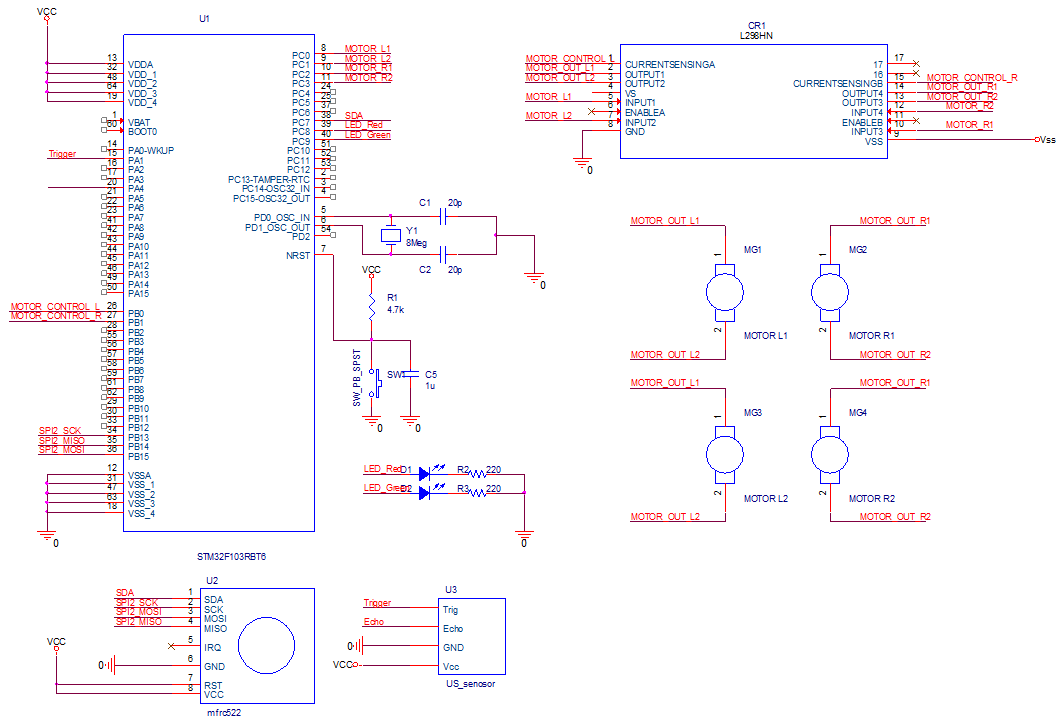 VCC
U1
13 VDDA
32 VDD_1
48 VDD_2
64 VDD_3
19 VDD_4
1 VBAT
60 BOOT0
14 PA0-WKUP
Trigger 15 PA1
16 PA2
17 PA3
20 PA4
21 PA5
22 PA6
23 PA7
41 PA8
42 PA9
43 PA10
44 PA11
45 PA12
46 PA13
49 PA14
50 PA15
MOTOR_CONTROL_L 26 PB0
MOTOR_CONTROL_R 27 PB1
28 PB2
55 PB3
56 PB4
57 PB5
58 PB6
59 PB7
61 PB8
62 PB9
29 PB10
30 PB11
33 PB12
SPI2_SCK 34 PB13
SPI2_MISO 35 PB14
SPI2_MOSI 36 PB15
12 VSSA
31 VSS_1
47 VSS_2
63 VSS_3
18 VSS_4
0
PC0 8 MOTOR_L1
PC1 9 MOTOR_L2
PC2 10 MOTOR_R1
PC3 11 MOTOR_R2
PC4 24
PC5 25
PC6 37
PC7 38 SDA
PC8 39 LED_Red
PC9 40 LED_Green
PC10 51
PC11 52
PC12 53
PC13-TAMPER-RTC 2
PC14-OSC32_IN 3
PC15-OSC32_OUT 4
PD0_OSC_IN 5
PD1_OSC_OUT 6
PD2 54
NRST 7
STM32F103RBT6
C1 20p
Y1
8Meg
C2 20p
0
VCC
R1
4.7k
SW_PB_SPST
SW1
C5
1u
0
0
LED_Red D1 R2 220
LED_Green D2 R3 220
0
CR1
L298HN
MOTOR_CONTROL_L 1 CURRENTSENSINGA
MOTOR_OUT_L1 2 OUTPUT1
MOTOR_OUT_L2 3 OUTPUT2
4 VS
MOTOR_L1 5 INPUT1
6 ENABLEA
MOTOR_L2 7 INPUT2
8 GND
0
17 17
16 16
CURRENTSENSINGB 15 MOTOR_CONTROL_R
OUTPUT4 14 MOTOR_OUT_R1
OUTPUT3 13 MOTOR_OUT_R2
INPUT4 12 MOTOR_R2
ENABLEB 11
INPUT3 10 MOTOR_R1
VSS 9 Vss
MOTOR_OUT_L1
1
MG1
2
MOTOR L1
MOTOR_OUT_L2
MOTOR_OUT_R1
1
MG2
2
MOTOR R1
MOTOR_OUT_R2
MOTOR_OUT_L1
1
MG3
2
MOTOR L2
MOTOR_OUT_L2
MOTOR_OUT_R1
1
MG4
2
MOTOR R2
MOTOR_OUT_R2
U2
SDA 1 SDA
SPI2_SCK 2 SCK
SPI2_MOSI 3 MOSI
SPI2_MISO 4 MISO
5 IRQ
0 6 GND
VCC
7 RST
8 VCC
mfrc522
U3
Trigger Trig
Echo Echo
0 GND
VCC Vcc
US_senosor